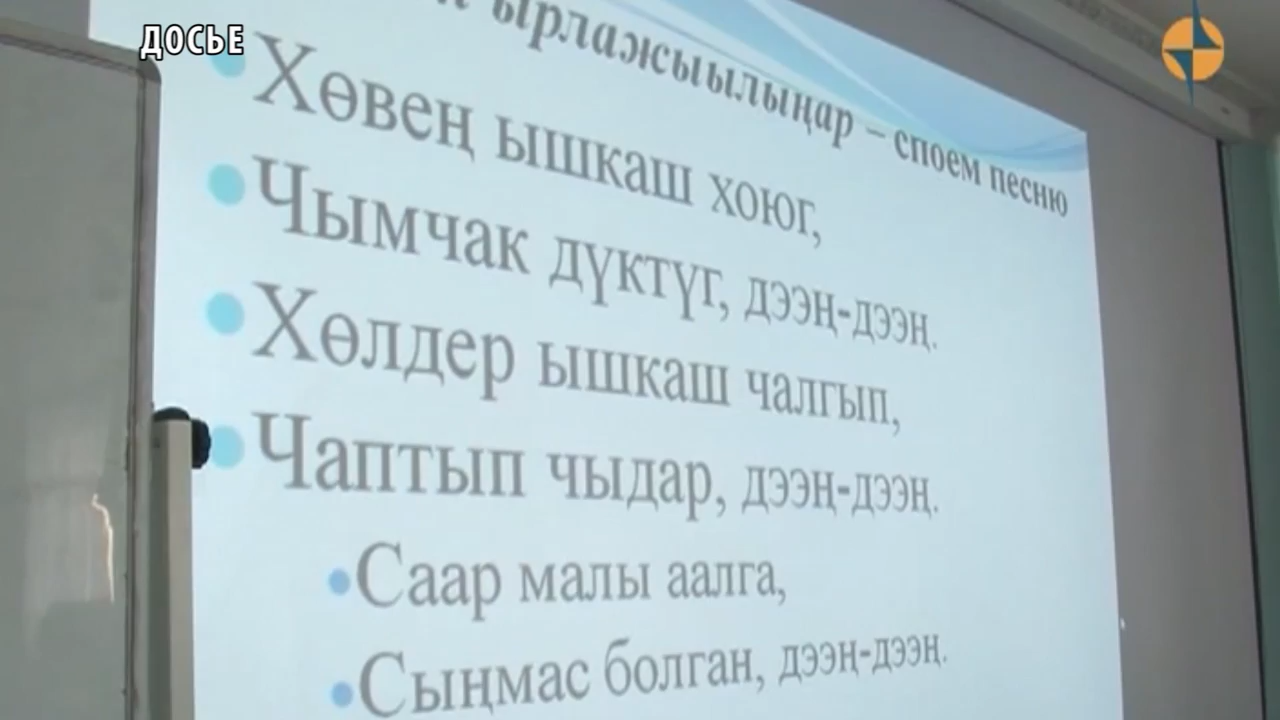 ДОСЬЕ
ырлажыылыңар – споем песню
Хөвең ышкаш хоюг,
Чымчак дүктүг, дээң-дээң.
Хөлдер ышкаш чалгып,
Чаптып чыдар, дээң-дээң.
Саар малы аалга,
Сыңмас болган, дээң-дээң.